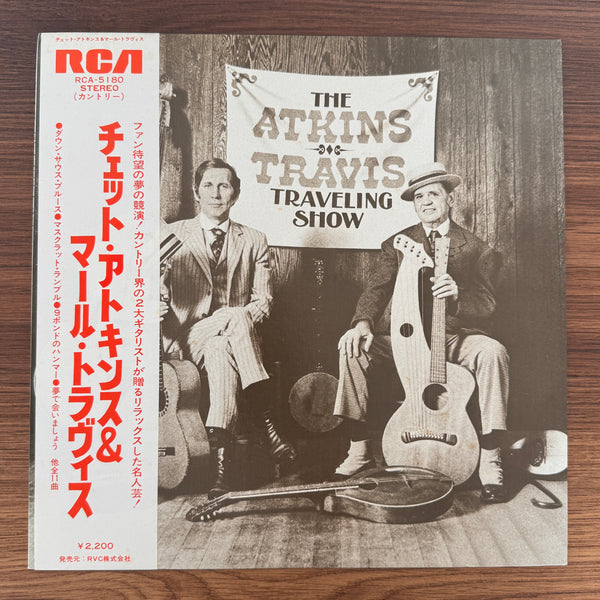 チェット・アトキンス&マール・トラヴィス
RCA
RCA-5180
STEREO
(カントリー)
チェット・アトキンス&
マール・トラヴィス
ファン待望の夢の競演!カントリー界の2大ギタリストが贈るリラックスした名人芸!
●ダウン・サウス・ブルース●マスクラット・ランブル●9ポンドのハンマー●夢で会いましょう 他全11曲
¥2,200
発売元:RVC株式会社
THE
ATKINS
TRAVIS
TRAVELING
SHOW